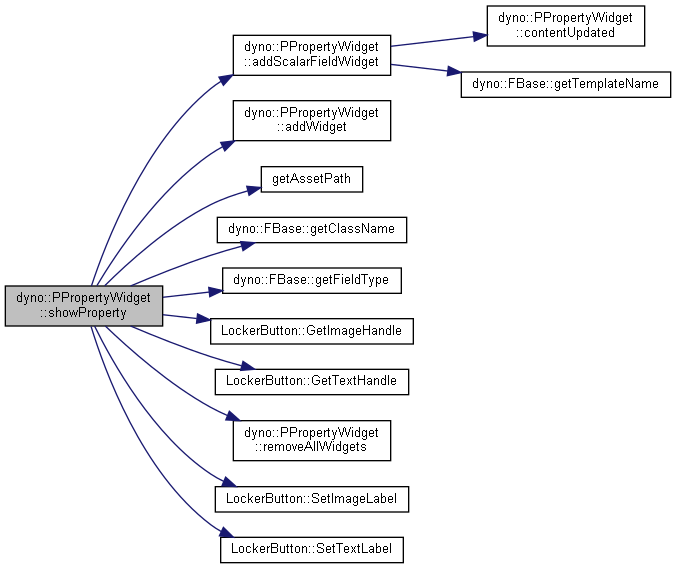 dyno::PPropertyWidget
::showProperty
dyno::PPropertyWidget
::addScalarFieldWidget
dyno::PPropertyWidget
::contentUpdated
dyno::FBase::getTemplateName
dyno::PPropertyWidget
::addWidget
getAssetPath
dyno::FBase::getClassName
dyno::FBase::getFieldType
LockerButton::GetImageHandle
LockerButton::GetTextHandle
dyno::PPropertyWidget
::removeAllWidgets
LockerButton::SetImageLabel
LockerButton::SetTextLabel